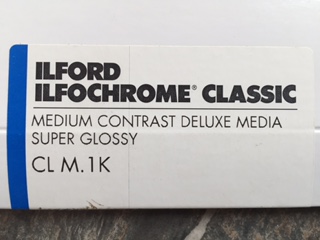 ILFORD
ILFOCHROME® CLASSIC
MEDIUM CONTRAST DELUXE MEDIA
SUPER GLOSSY
CL M.1K